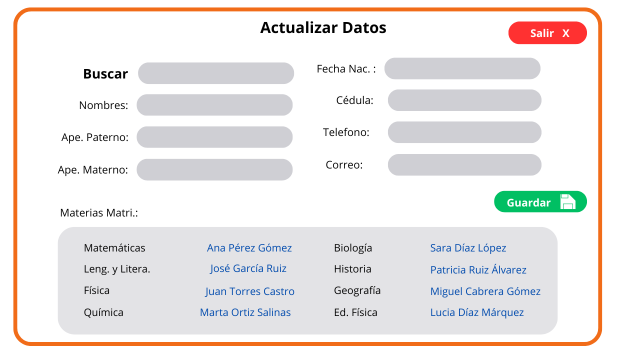 Actualizar Datos
Salir X
Buscar
Fecha Nac. :
Nombres:
Cédula:
Ape. Paterno:
Telefono:
Ape. Materno:
Correo:
Guardar
Materias Matri.:
Matemáticas Ana Pérez Gómez Biología Sara Díaz López
Leng. y Litera. José García Ruiz Historia Patricia Ruiz Álvarez
Física Juan Torres Castro Geografía Miguel Cabrera Gómez
Química Marta Ortiz Salinas Ed. Física Lucia Díaz Márquez